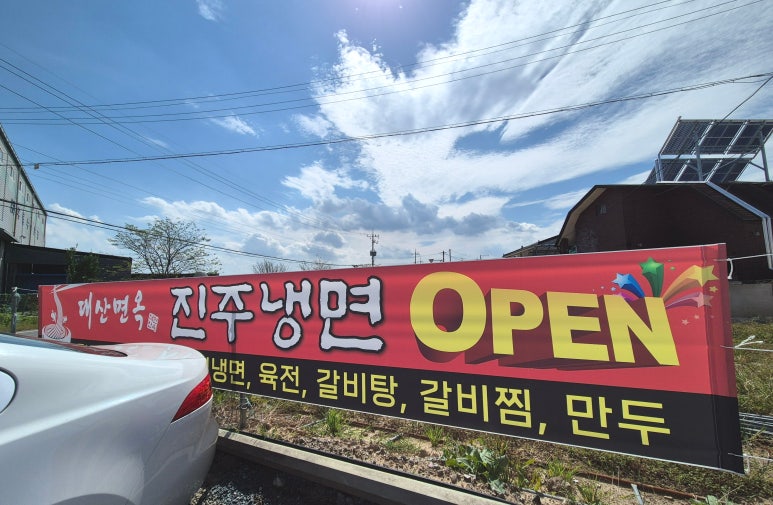 대산면옥 진주냉면 OPEN
냉면, 육전, 갈비탕, 갈비찜, 만두